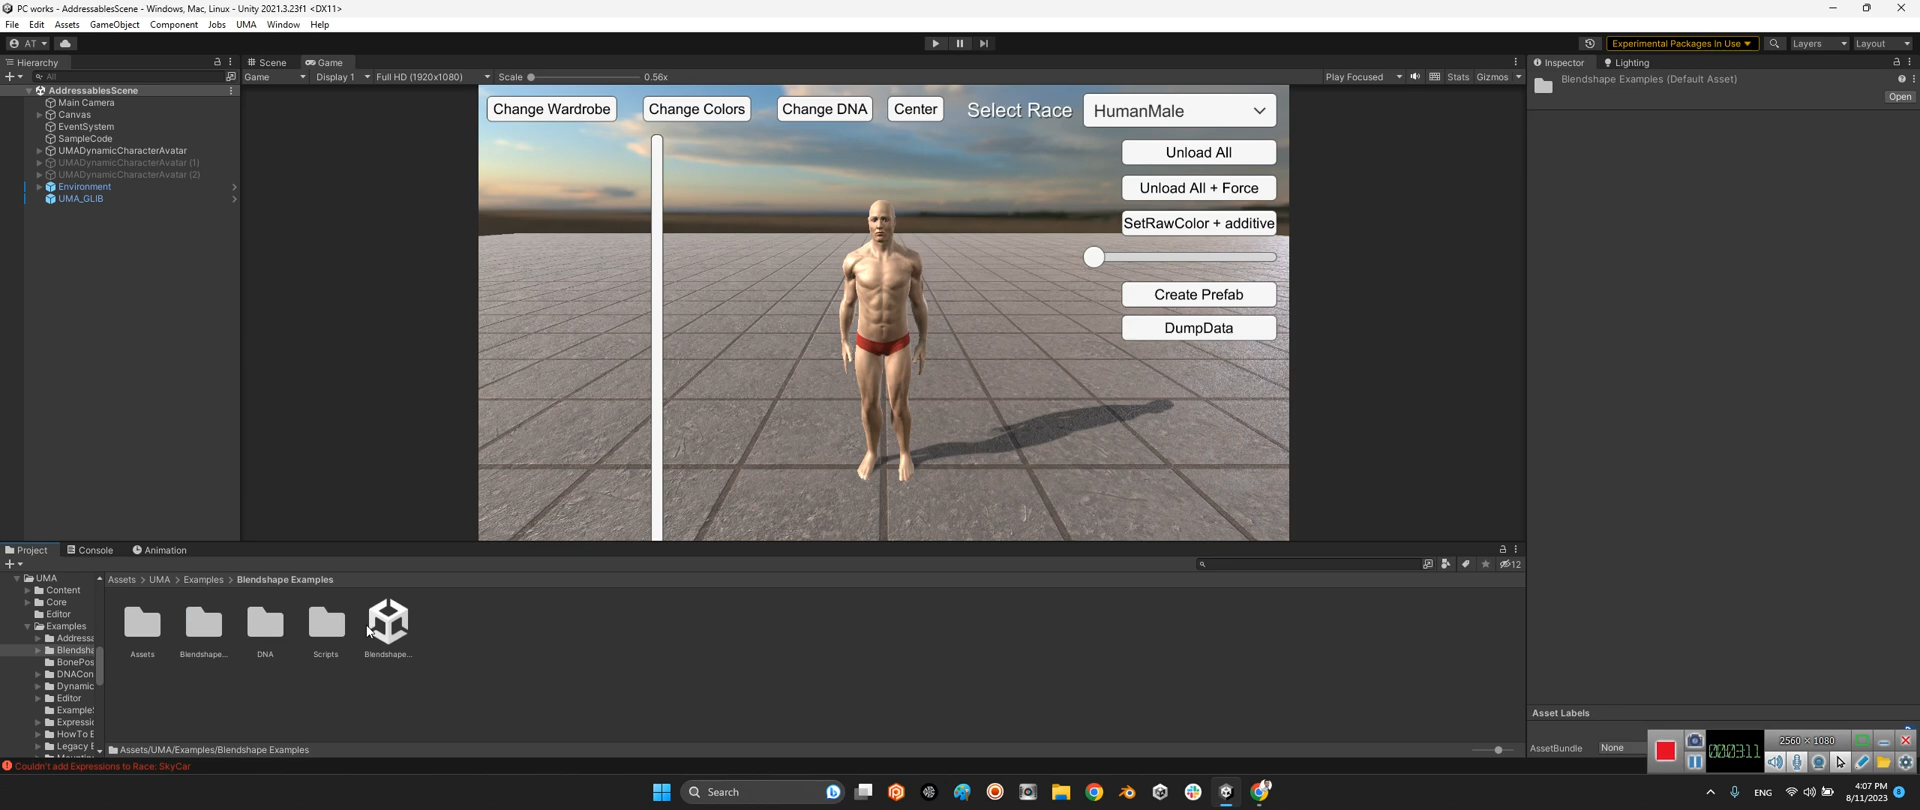 PC works - AddressablesScene - Windows, Mac, Linux - Unity 2021.3.23f1 <DX11>
File Edit Assets GameObject Component Jobs UMA Window Help
AT Experimental Packages In Use Layers Layout
Hierarchy Scene Game Inspector Lighting
All Game Display 1 Full HD (1920x1080) Scale 0.56x Play Focused Stats Gizmos
Blendshape Examples (Default Asset)
Open
AddressablesScene
Main Camera
Canvas
EventSystem
SampleCode
UMADynamicCharacterAvatar
UMADynamicCharacterAvatar (1)
UMADynamicCharacterAvatar (2)
Environment
UMA_GLIB
Change Wardrobe Change Colors Change DNA Center Select Race HumanMale
Unload All
Unload All + Force
SetRawColor + additive
Create Prefab
DumpData
Project Console Animation
12
UMA
Content
Core
Editor
Examples
Addressa
Blendsha
BonePos
DNACon
Dynamic
Editor
Example
Expressio
HowTo E
Legacy E
Assets > UMA > Examples > Blendshape Examples
Assets Blendshape... DNA Scripts Blendshape...
Assets/UMA/Examples/Blendshape Examples
Asset Labels
AssetBundle None
2560 × 1080
000311
Couldn't add Expressions to Race: SkyCar
Search
ENG
4:07 PM
8/11/2023
8